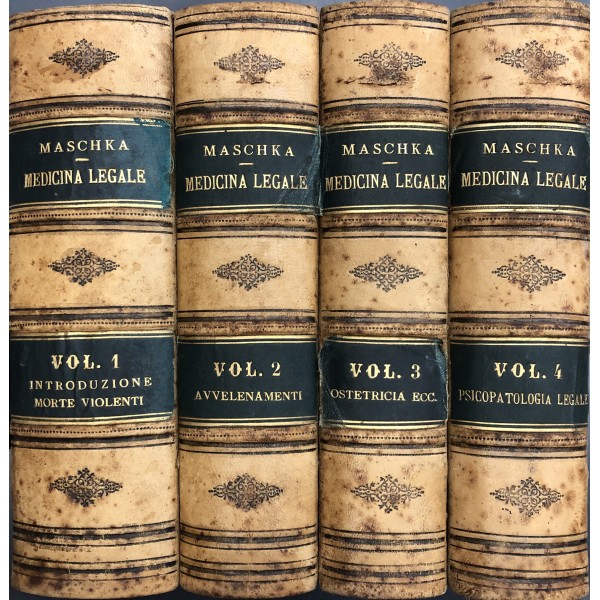 MASCHKA
MEDICINA LEGALE
VOL. 1
INTRODUZIONE
MORTE VIOLENTI
MASCHKA
MEDICINA LEGALE
VOL. 2
AVVELENAMENTI
MASCHKA
MEDICINA LEGALE
VOL. 3
OSTETRICIA ECC.
MASCHKA
MEDICINA LEGALE
VOL. 4
PSICOPATOLOGIA LEGALE